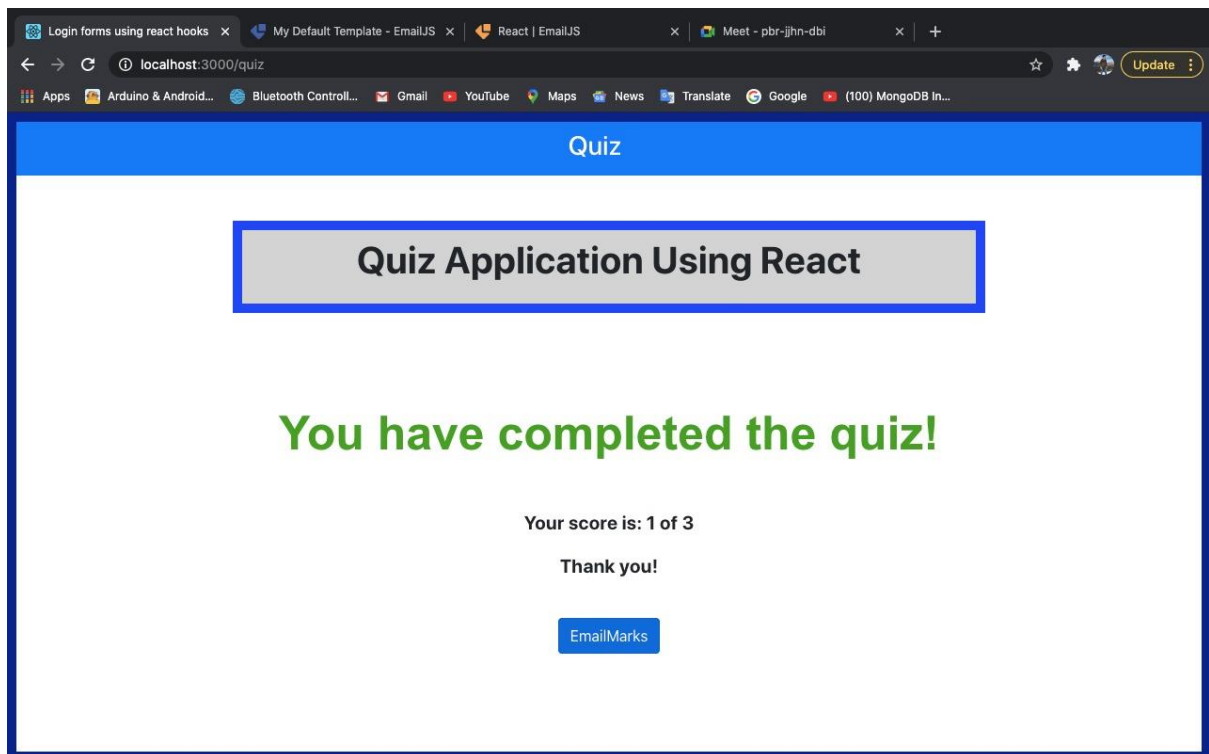 Login forms using react hooks
My Default Template - EmailJS
React | EmailJS
Meet - pbr-jjhn-dbi
localhost:3000/quiz
Update
Apps
Arduino & Android...
Bluetooth Controll...
Gmail
YouTube
Maps
News
Translate
Google
(100) MongoDB In...
Quiz
Quiz Application Using React
You have completed the quiz!
Your score is: 1 of 3
Thank you!
EmailMarks